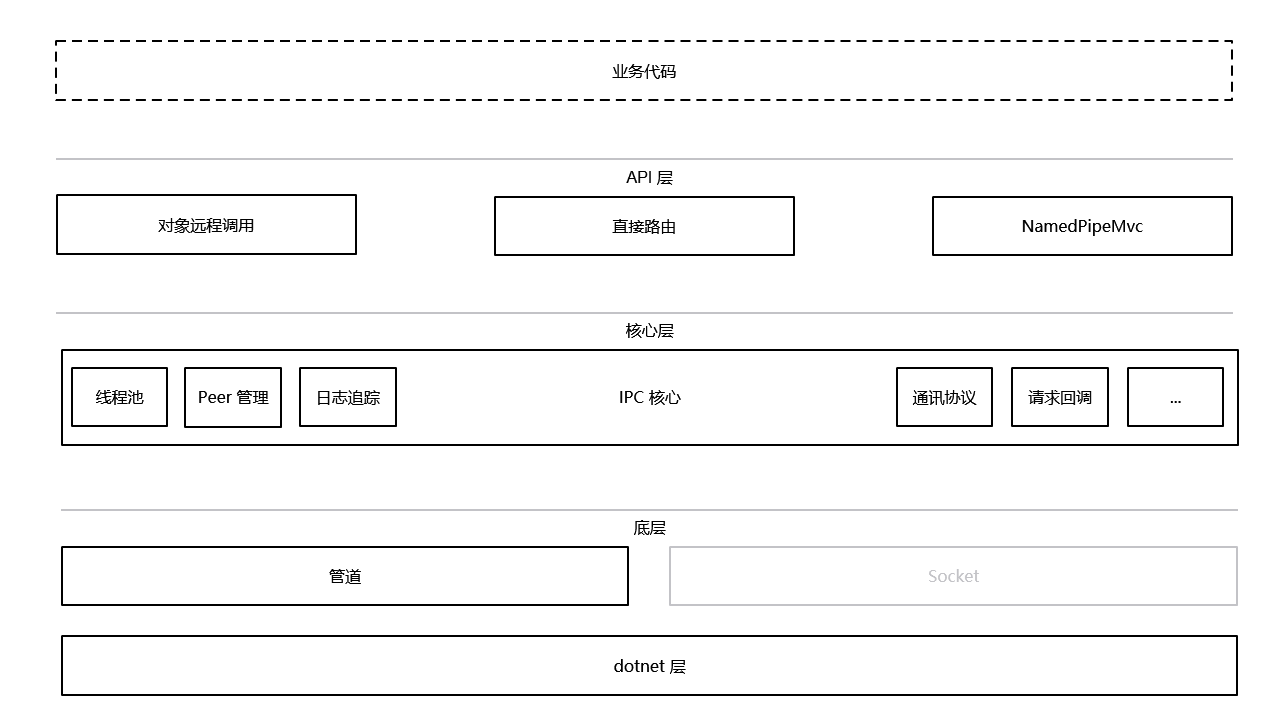 业务代码
API 层
对象远程调用
直接路由
NamedPipeMvc
核心层
线程池
Peer 管理
日志追踪
IPC 核心
通讯协议
请求回调
...
底层
管道
Socket
dotnet 层